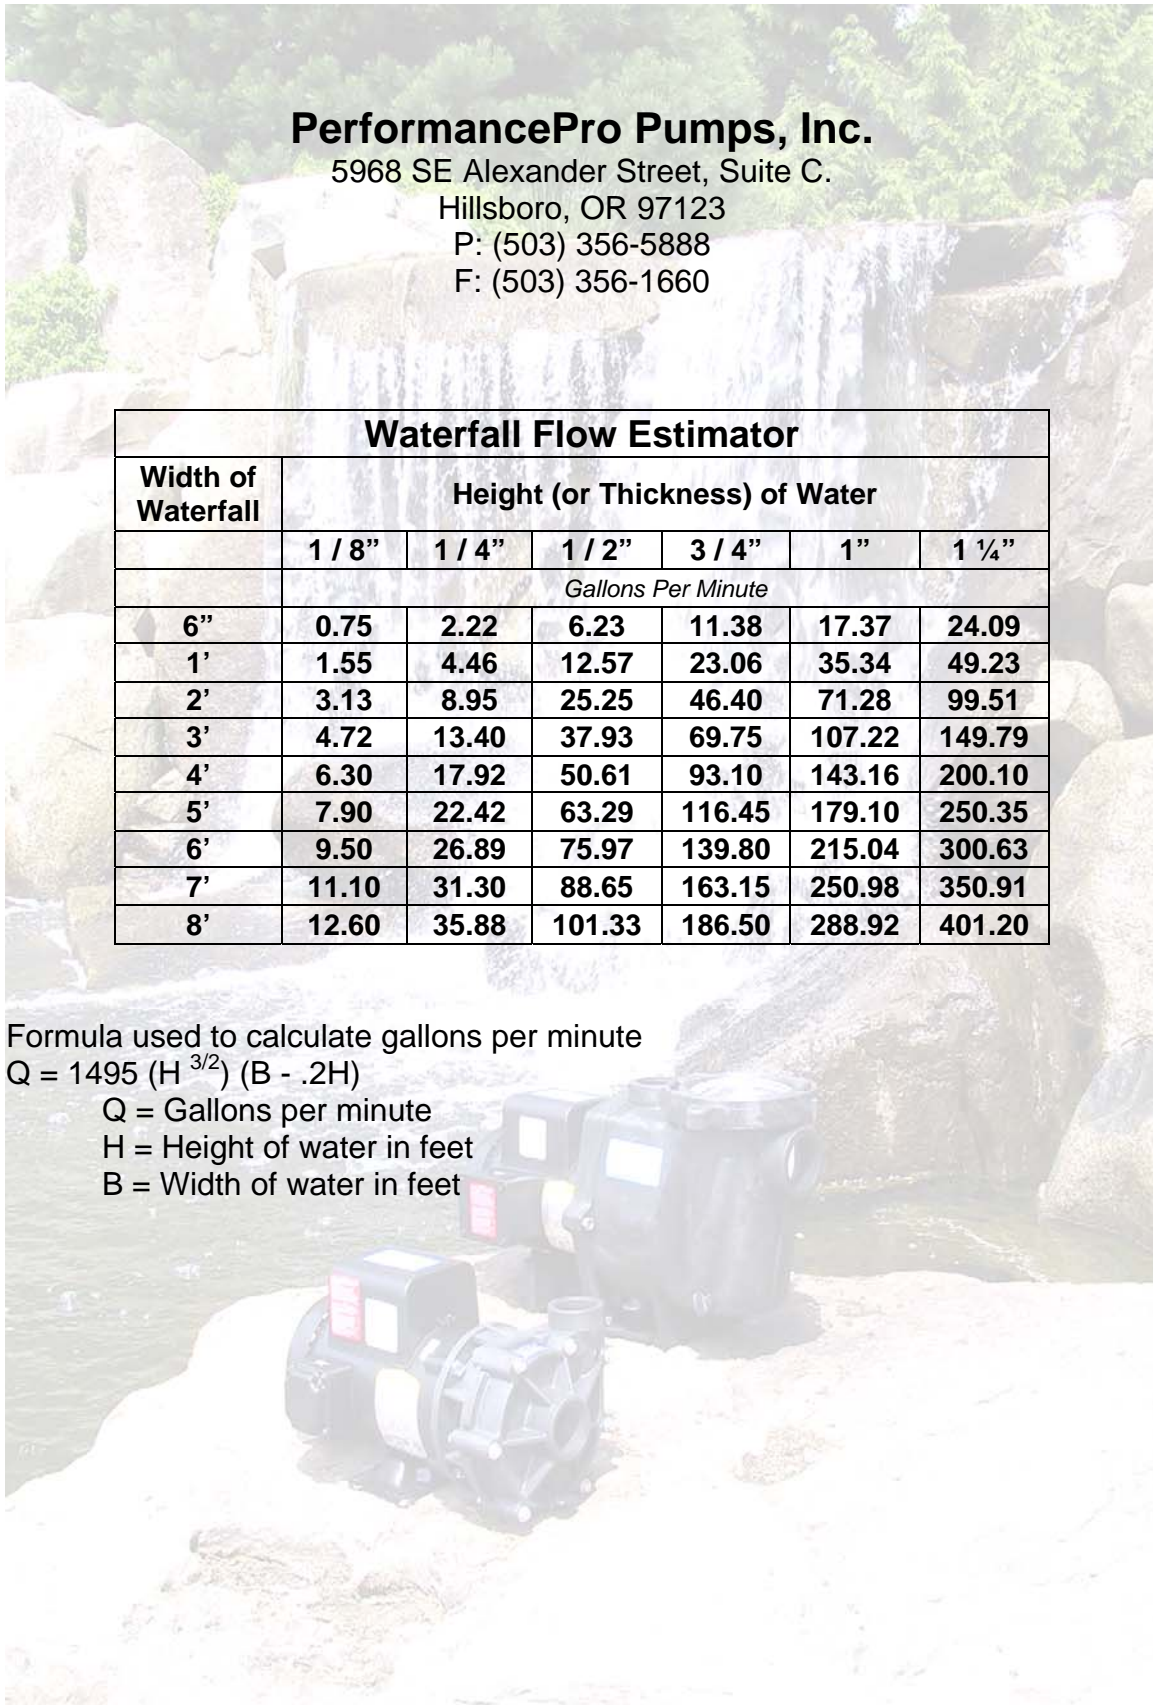 PerformancePro Pumps, Inc.
5968 SE Alexander Street, Suite C.
Hillsboro, OR 97123
P: (503) 356-5888
F: (503) 356-1660
Waterfall Flow Estimator
Width of Waterfall Height (or Thickness) of Water
1 / 8” 1 / 4” 1 / 2” 3 / 4” 1” 1 ¼”
Gallons Per Minute
6” 0.75 2.22 6.23 11.38 17.37 24.09
1’ 1.55 4.46 12.57 23.06 35.34 49.23
2’ 3.13 8.95 25.25 46.40 71.28 99.51
3’ 4.72 13.40 37.93 69.75 107.22 149.79
4’ 6.30 17.92 50.61 93.10 143.16 200.10
5’ 7.90 22.42 63.29 116.45 179.10 250.35
6’ 9.50 26.89 75.97 139.80 215.04 300.63
7’ 11.10 31.30 88.65 163.15 250.98 350.91
8’ 12.60 35.88 101.33 186.50 288.92 401.20
Formula used to calculate gallons per minute
Q = 1495 (H 3/2) (B - .2H)
Q = Gallons per minute
H = Height of water in feet
B = Width of water in feet